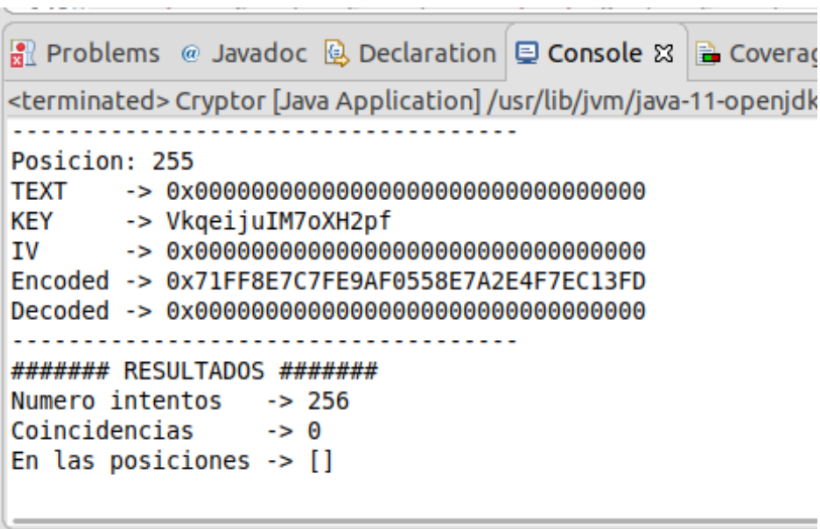 Problems @ Javadoc Declaration Console Coverag
<terminated> Cryptor [Java Application] /usr/lib/jvm/java-11-openjdk
------------------------------------
Posicion: 255
TEXT    -> 0x00000000000000000000000000000000
KEY     -> VkqeijuIM7oXH2pf
IV      -> 0x00000000000000000000000000000000
Encoded -> 0x71FF8E7C7FE9AF0558E7A2E4F7EC13FD
Decoded -> 0x00000000000000000000000000000000
------------------------------------
####### RESULTADOS #######
Numero intentos   -> 256
Coincidencias     -> 0
En las posiciones -> []